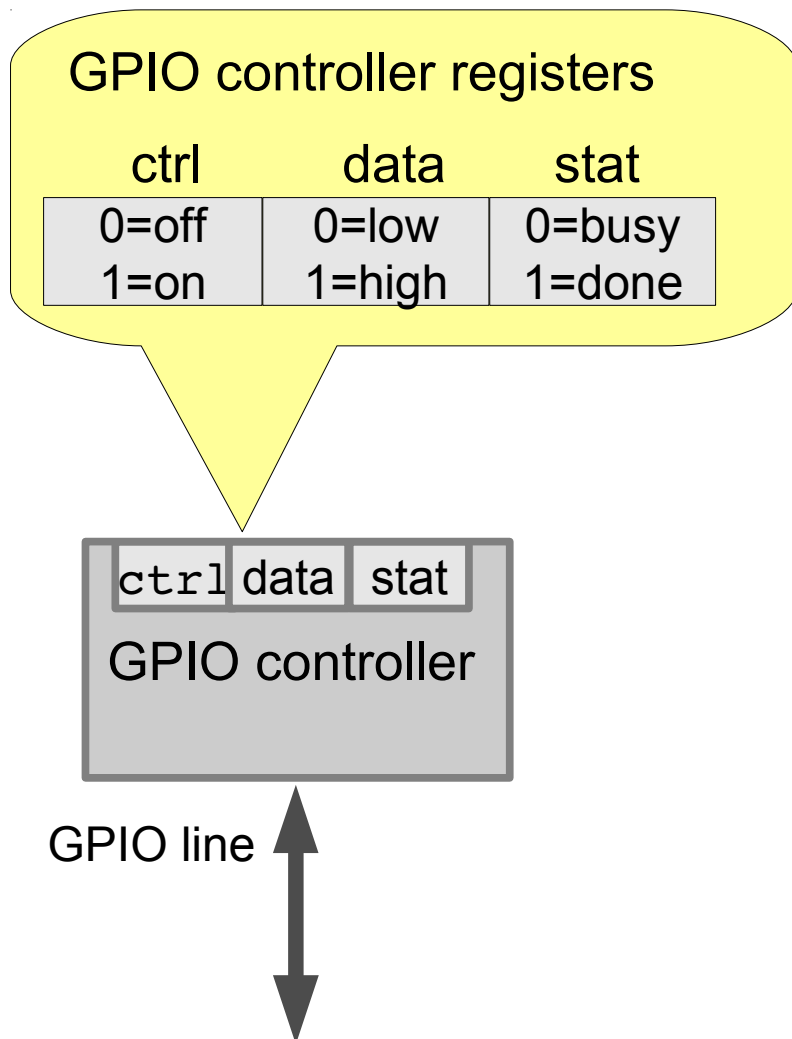 GPIO controller registers
ctrl data stat
0=off 0=low 0=busy
1=on 1=high 1=done
ctrl data stat
GPIO controller
GPIO line